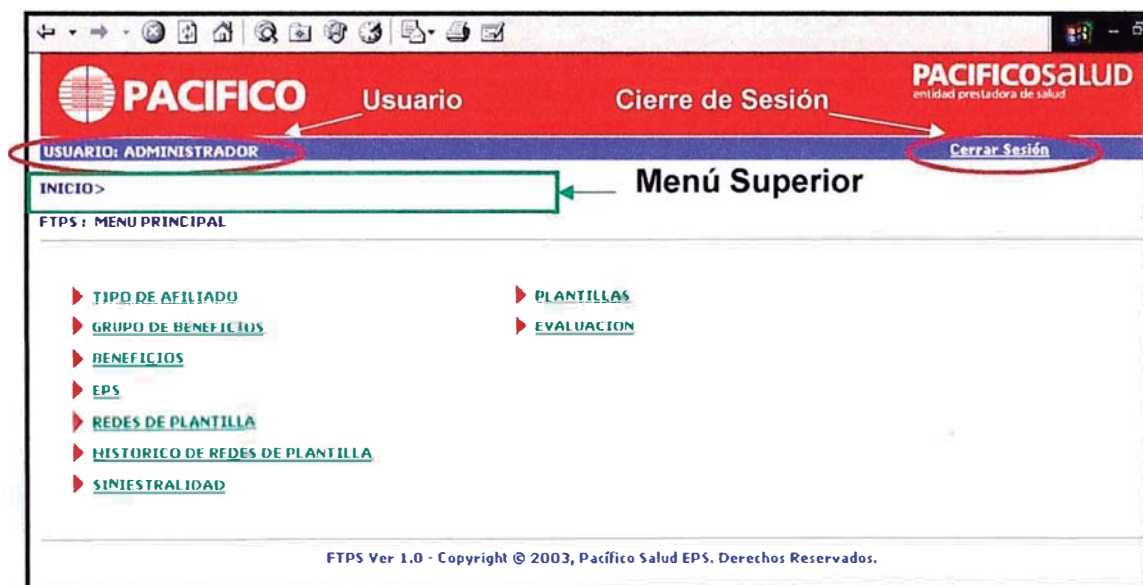 PACIFICO
Usuario
Cierre de Sesión
PACIFICOSALUD
entidad prestadora de salud
USUARIO: ADMINISTRADOR
Cerrar Sesión
INICIO>
Menú Superior
FTPS : MENU PRINCIPAL
TIPO DE AFILIADO
PLANTILLAS
GRUPO DE BENEFICIOS
EVALUACION
BENEFICIOS
EPS
REDES DE PLANTILLA
HISTORICO DE REDES DE PLANTILLA
SINIESTRALIDAD
FTPS Ver 1.0 - Copyright © 2003, Pacífico Salud EPS. Derechos Reservados.